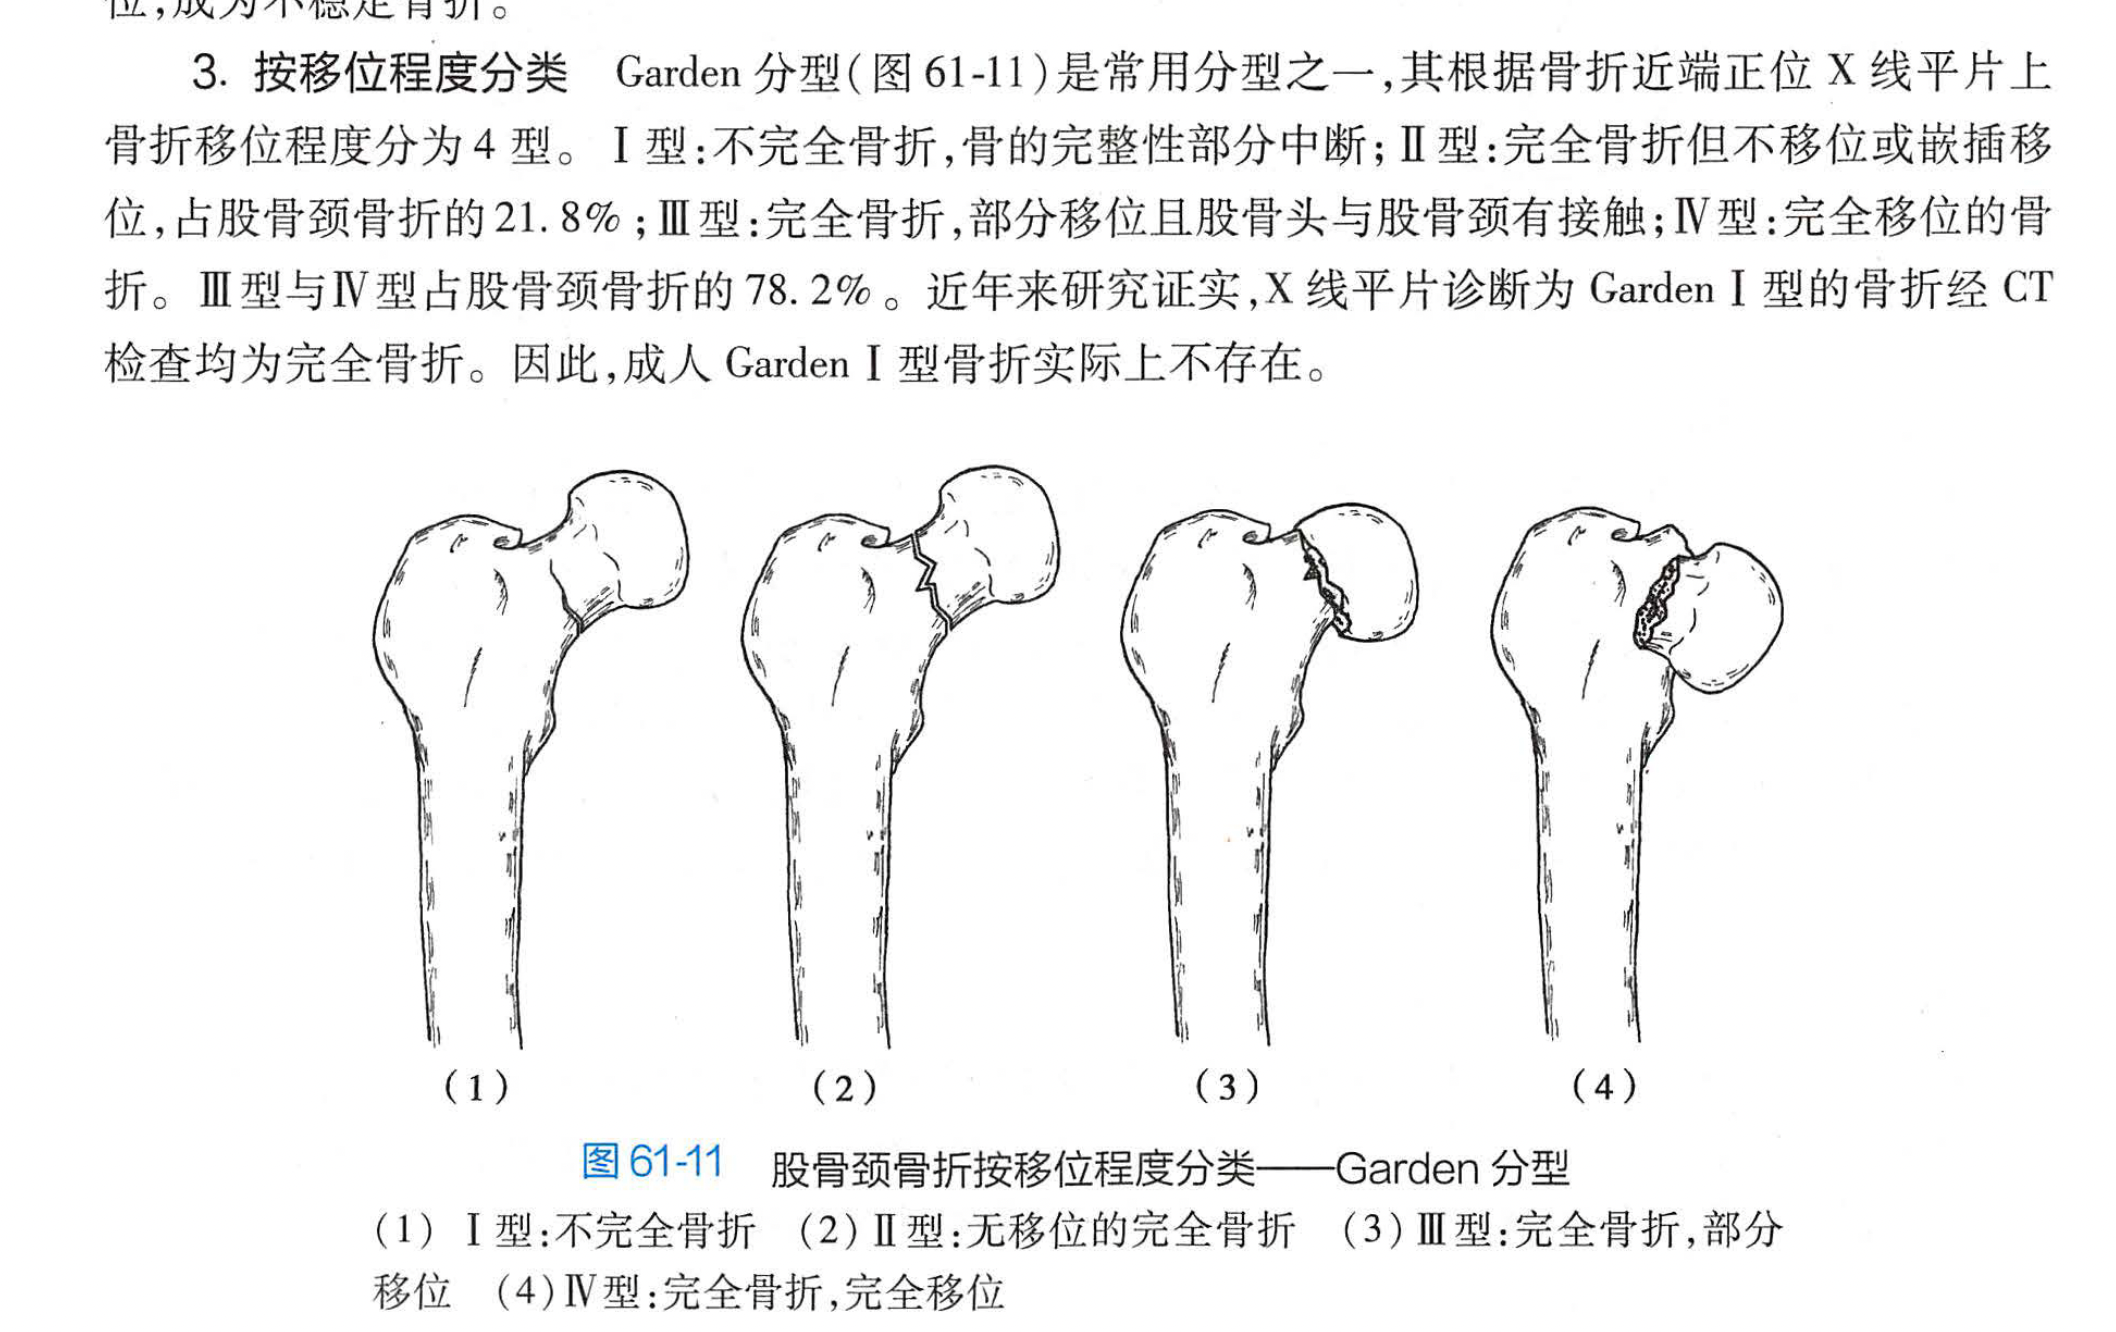 位,成为不稳定骨折。
3. 按移位程度分类 Garden 分型(图 61-11)是常用分型之一,其根据骨折近端正位 X 线平片上
骨折移位程度分为 4 型。Ⅰ型:不完全骨折,骨的完整性部分中断;Ⅱ型:完全骨折但不移位或嵌插移
位,占股骨颈骨折的 21. 8%;Ⅲ型:完全骨折,部分移位且股骨头与股骨颈有接触;Ⅳ型:完全移位的骨
折。Ⅲ型与Ⅳ型占股骨颈骨折的 78. 2%。近年来研究证实,X 线平片诊断为 Garden Ⅰ 型的骨折经 CT
检查均为完全骨折。因此,成人 Garden Ⅰ 型骨折实际上不存在。
(1) (2) (3) (4)
图 61-11 股骨颈骨折按移位程度分类——Garden 分型
(1) Ⅰ型:不完全骨折 (2)Ⅱ型:无移位的完全骨折 (3)Ⅲ型:完全骨折,部分
移位 (4)Ⅳ型:完全骨折,完全移位